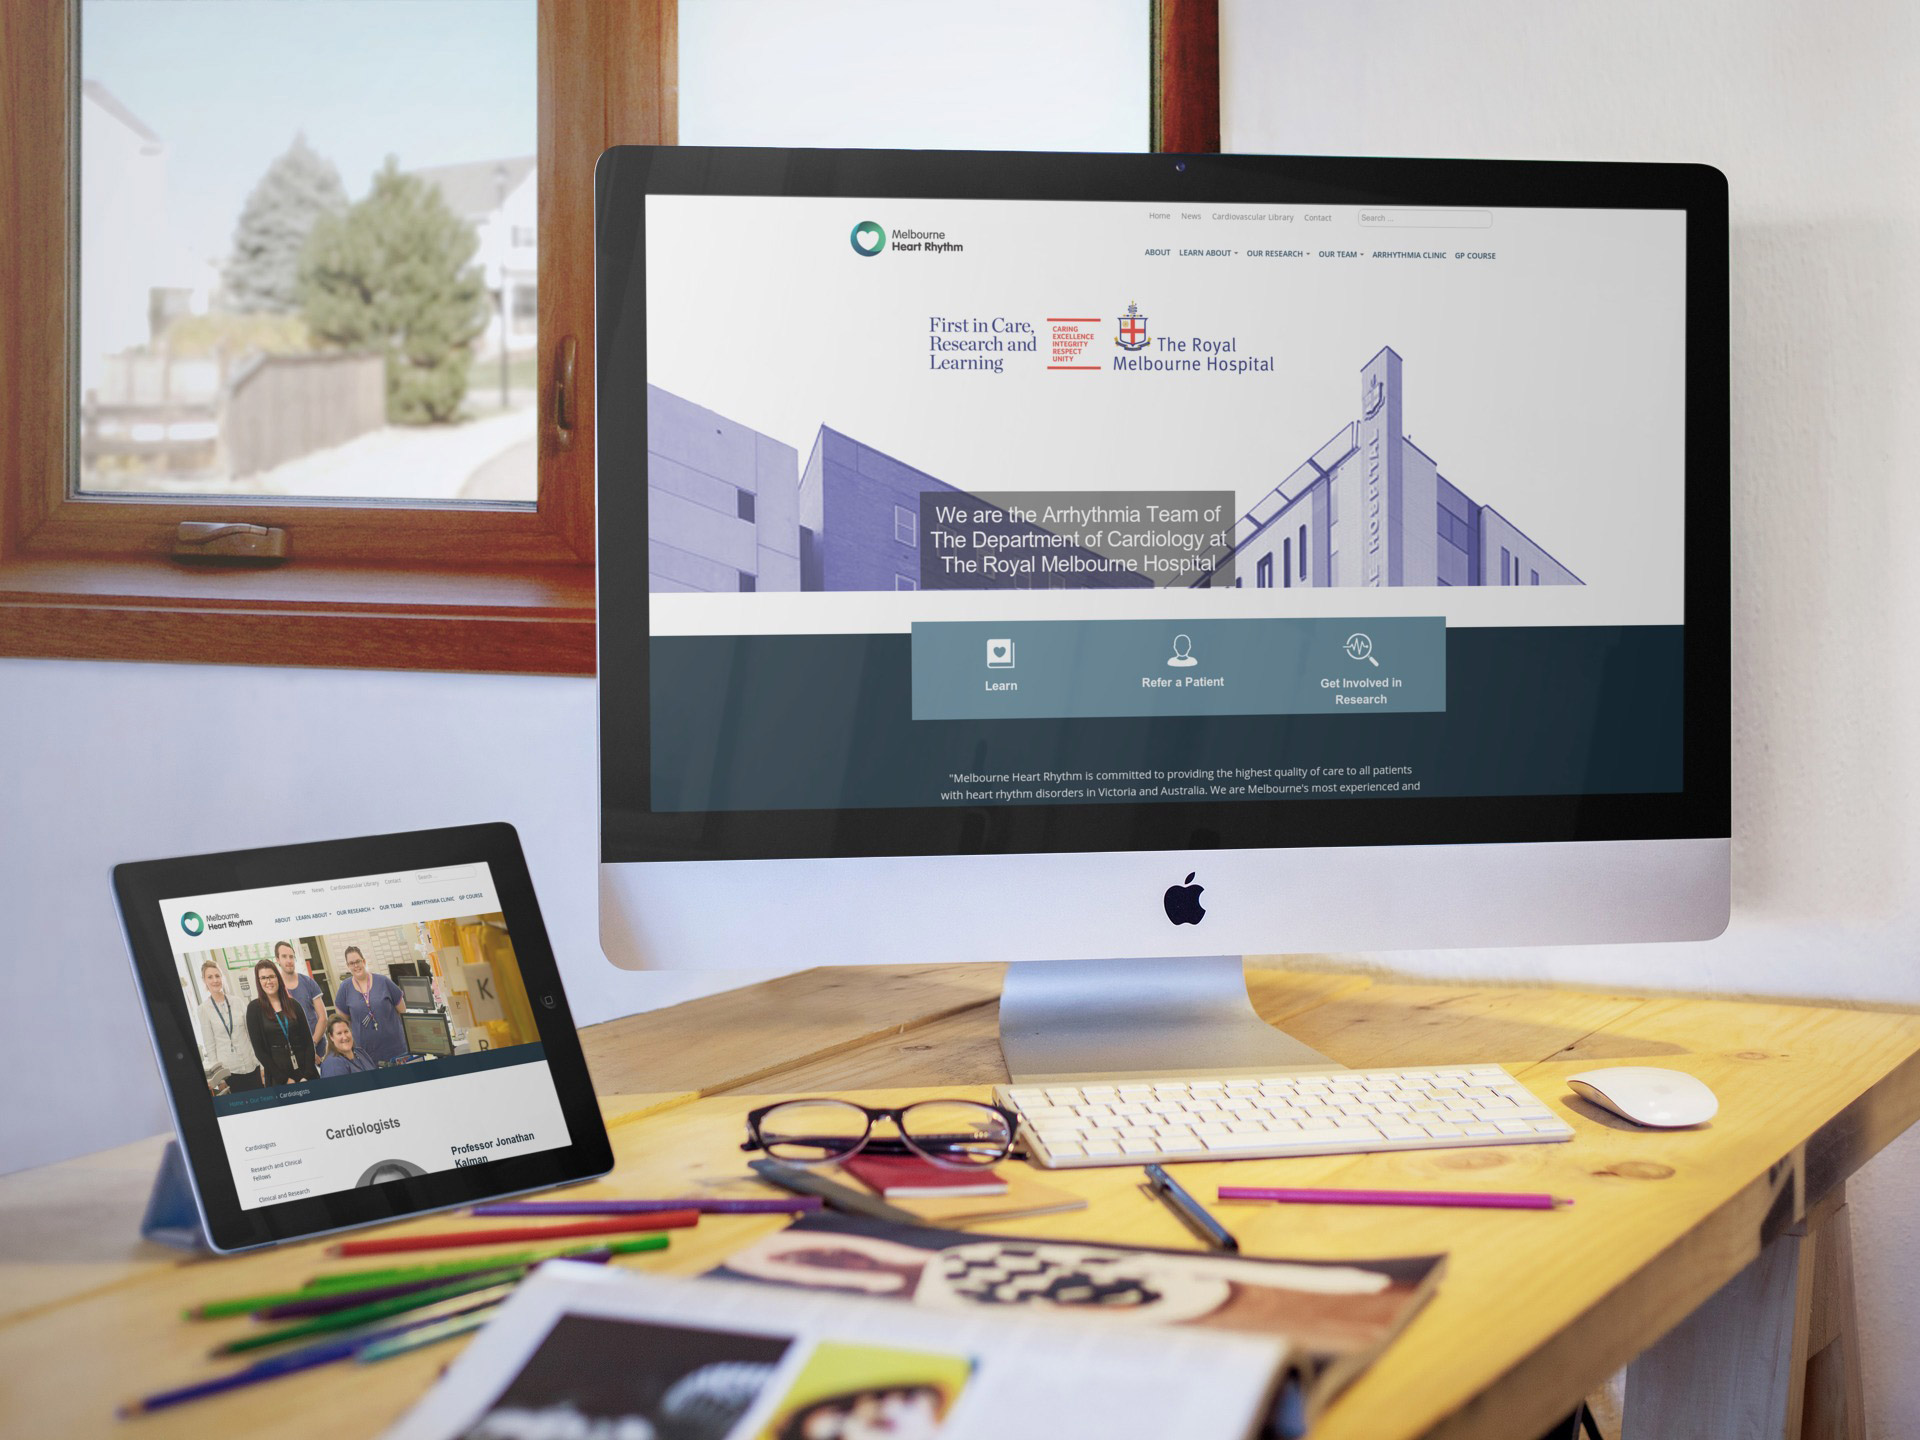 Home News Cardiovascular Library Contact Search ...
Melbourne
Heart Rhythm
ABOUT LEARN ABOUT OUR RESEARCH OUR TEAM ARRHYTHMIA CLINIC GP COURSE
First in Care,
Research and
Learning
CARING
EXCELLENCE
INTEGRITY
RESPECT
UNITY
The Royal
Melbourne Hospital
HOSPITAL
We are the Arrhythmia Team of
The Department of Cardiology at
The Royal Melbourne Hospital
Learn
Refer a Patient
Get Involved in
Research
"Melbourne Heart Rhythm is committed to providing the highest quality of care to all patients
with heart rhythm disorders in Victoria and Australia. We are Melbourne's most experienced and
Home News Cardiovascular Library Contact Search ...
Melbourne
Heart Rhythm
ABOUT LEARN ABOUT OUR RESEARCH OUR TEAM ARRHYTHMIA CLINIC GP COURSE
K
R
Home » Our Team » Cardiologists
Cardiologists
Cardiologists
Research and Clinical
Fellows
Clinical and Research
Professor Jonathan
Kalman